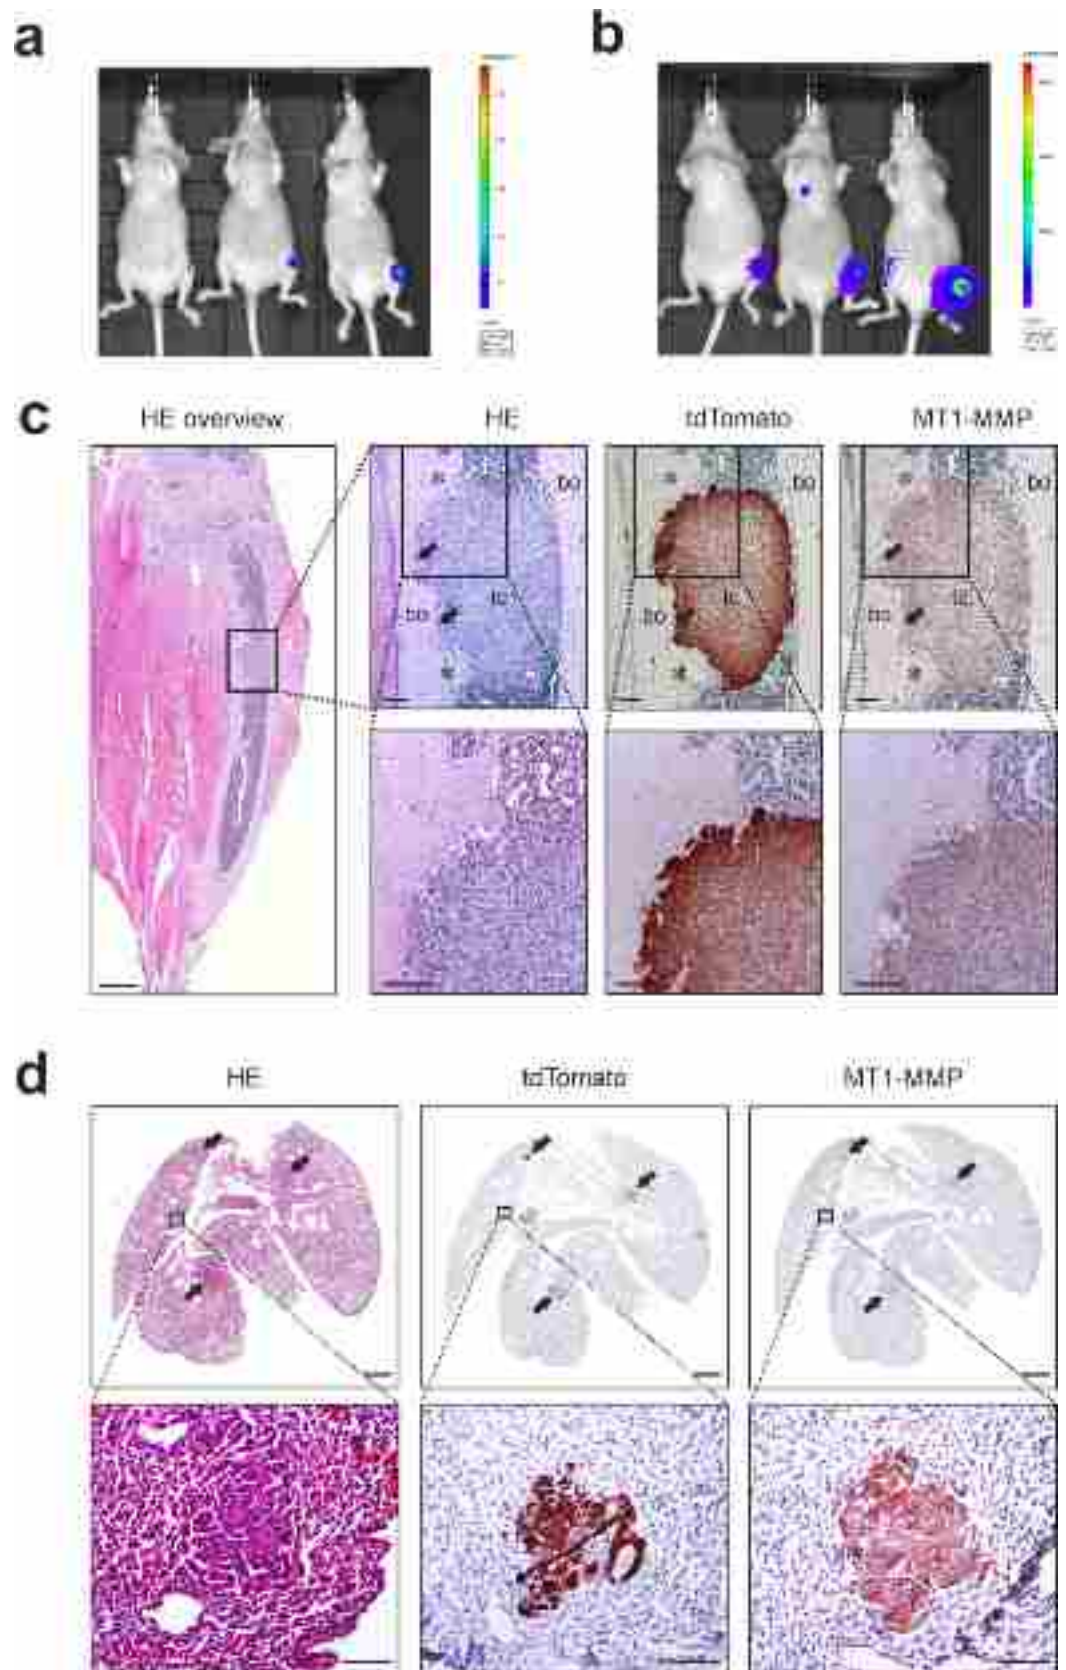 a
b
c
HE overview
HE
tdTomato
MT1-MMP
*
bo
*
bo
*
bo
bo
tc
bo
tc
bo
tc
*
*
*
d
HE
tdTomato
MT1-MMP